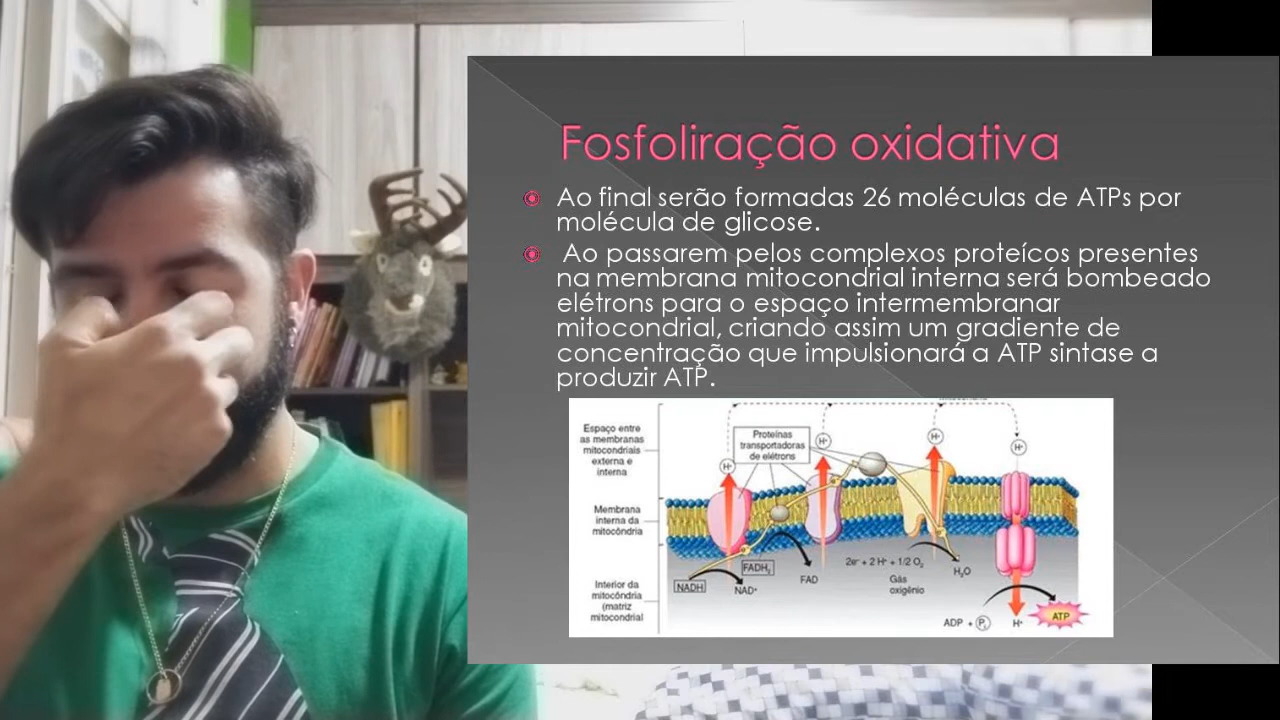 Fosfoliração oxidativa
Ao final serão formadas 26 moléculas de ATPs por
molécula de glicose.
Ao passarem pelos complexos proteícos presentes
na membrana mitocondrial interna será bombeado
elétrons para o espaço intermembranar
mitocondrial, criando assim um gradiente de
concentração que impulsionará a ATP sintase a
produzir ATP.
Espaço entre
as membranas
mitocondriais
externa e
interna
Proteínas
transportadoras
de elétrons
H+
H+
H+
H+
Membrana
interna da
mitocôndria
Interior da
mitocôndria
(matriz
mitocondrial
NADH
NAD+
FADH2
FAD
2e- + 2 H+ + 1/2 O2
H2O
Gás
oxigênio
ADP + Pi
H+
ATP